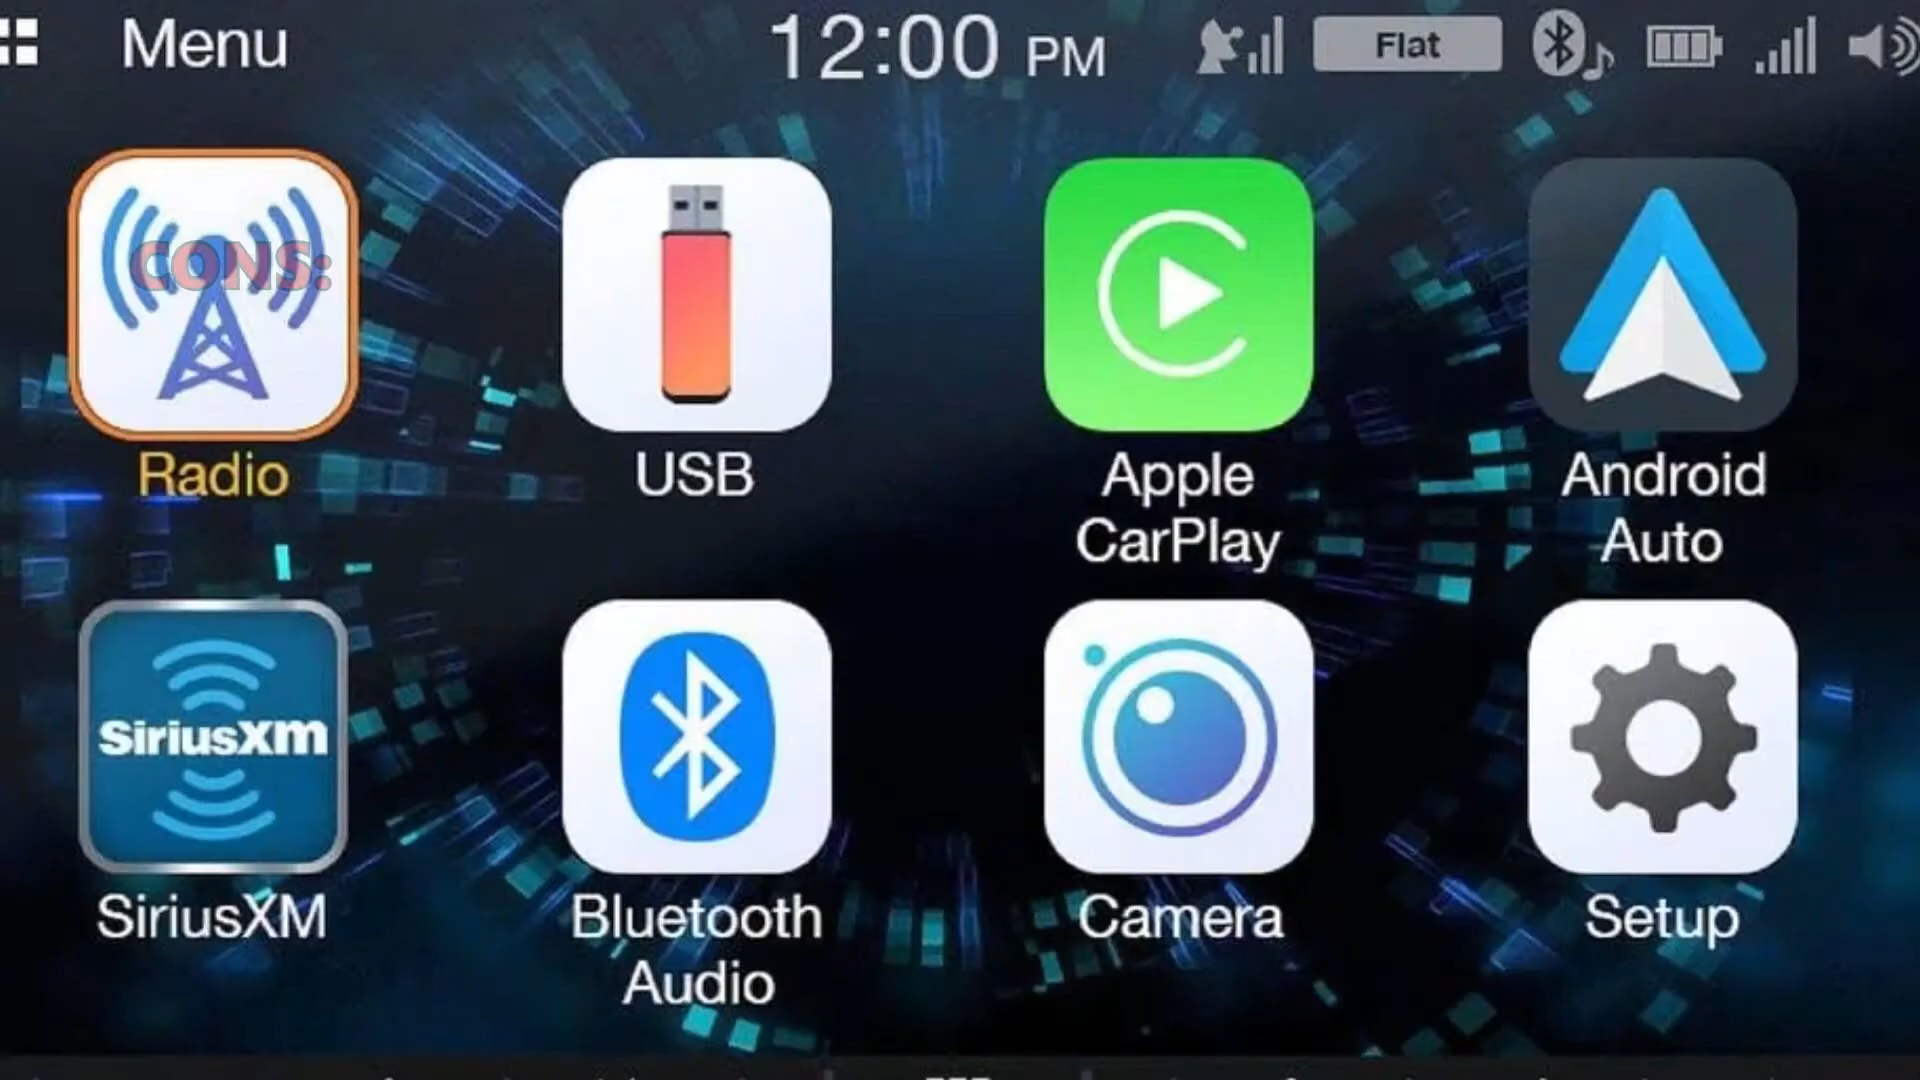 Menu
12:00 PM
Flat
CONS:
Radio
USB
Apple
CarPlay
Android
Auto
SiriusXM
SiriusXM
Bluetooth
Audio
Camera
Setup